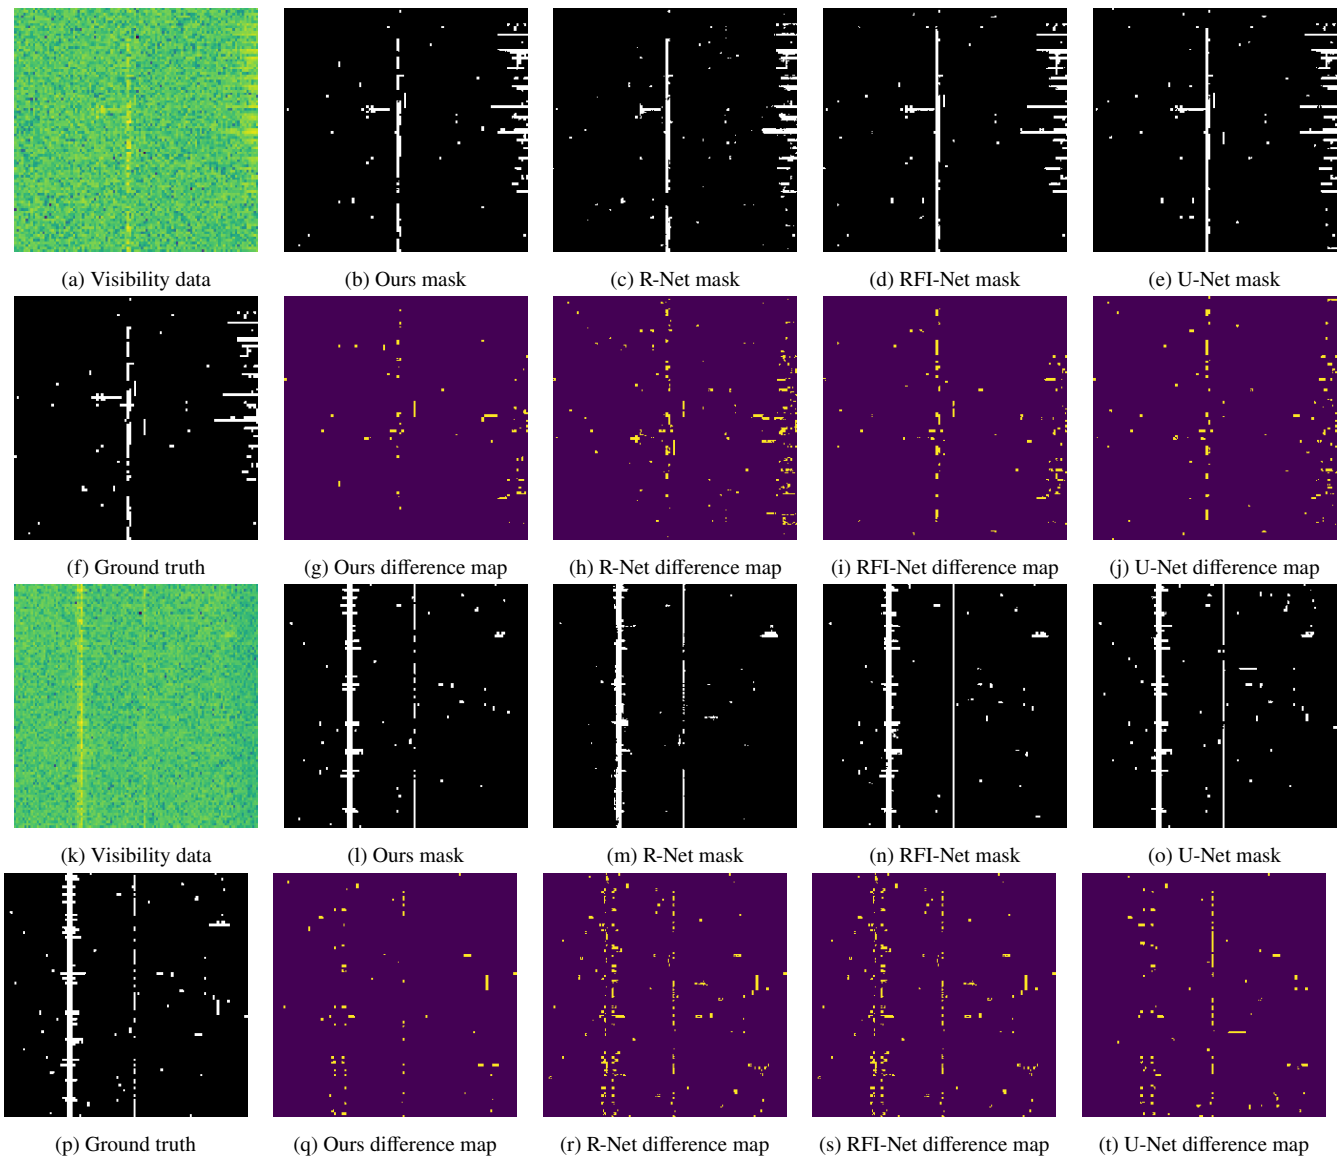 (a) Visibility data
(b) Ours mask
(c) R-Net mask
(d) RFI-Net mask
(e) U-Net mask
(f) Ground truth
(g) Ours difference map
(h) R-Net difference map
(i) RFI-Net difference map
(j) U-Net difference map
(k) Visibility data
(l) Ours mask
(m) R-Net mask
(n) RFI-Net mask
(o) U-Net mask
(p) Ground truth
(q) Ours difference map
(r) R-Net difference map
(s) RFI-Net difference map
(t) U-Net difference map